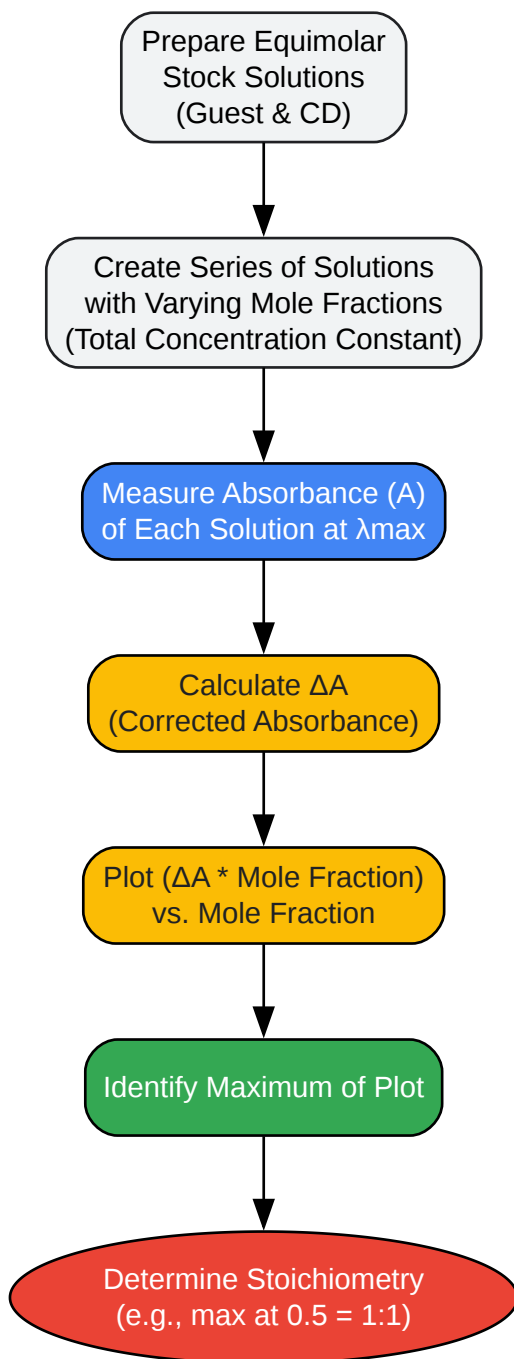 Prepare Equimolar
Stock Solutions
(Guest & CD)
Create Series of Solutions
with Varying Mole Fractions
(Total Concentration Constant)
Measure Absorbance (A)
of Each Solution at λmax
Calculate ΔA
(Corrected Absorbance)
Plot (ΔA * Mole Fraction)
vs. Mole Fraction
Identify Maximum of Plot
Determine Stoichiometry
(e.g., max at 0.5 = 1:1)